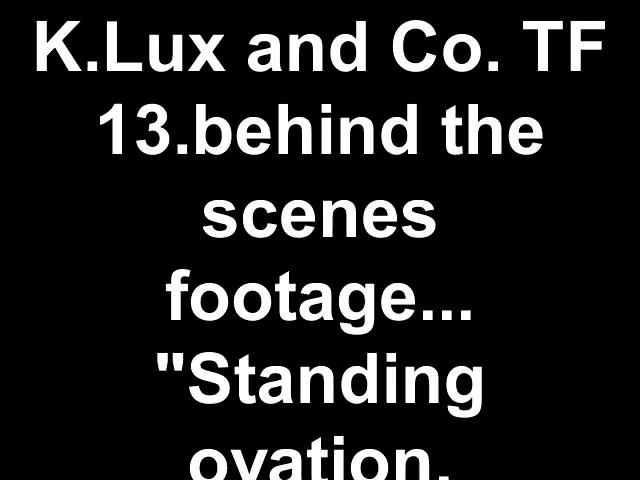 K.Lux and Co. TF
13.behind the
scenes
footage...
"Standing
ovation.